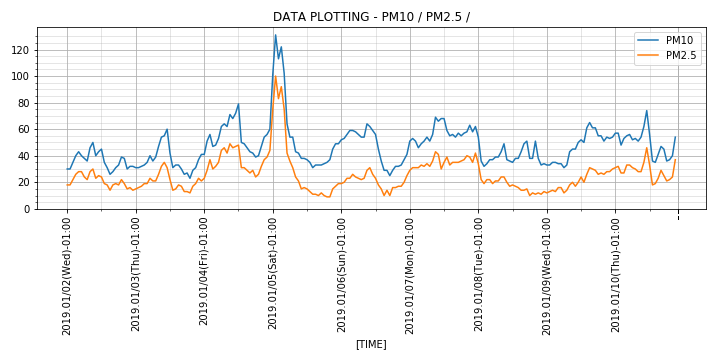 DATA PLOTTING - PM10 / PM2.5 /
PM10
PM2.5
120
100
80
60
40
20
0
2019.01/02(Wed)-01:00
2019.01/03(Thu)-01:00
2019.01/04(Fri)-01:00
2019.01/05(Sat)-01:00
2019.01/06(Sun)-01:00
2019.01/07(Mon)-01:00
2019.01/08(Tue)-01:00
2019.01/09(Wed)-01:00
2019.01/10(Thu)-01:00
-
[TIME]